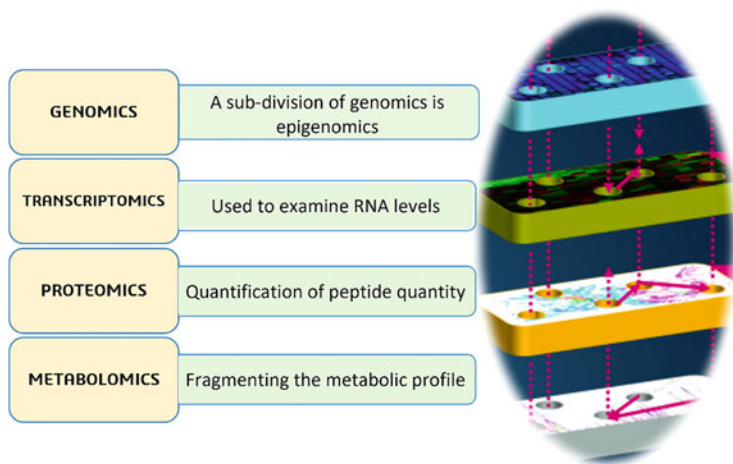 GENOMICS
A sub-division of genomics is
epigenomics
TRANSCRIPTOMICS
Used to examine RNA levels
PROTEOMICS
Quantification of peptide quantity
METABOLOMICS
Fragmenting the metabolic profile